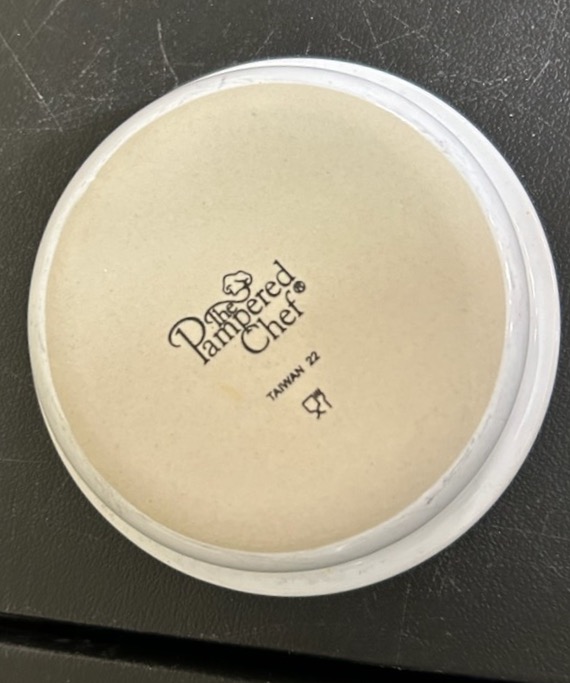 The
Pampered
Chef®
TAIWAN 22